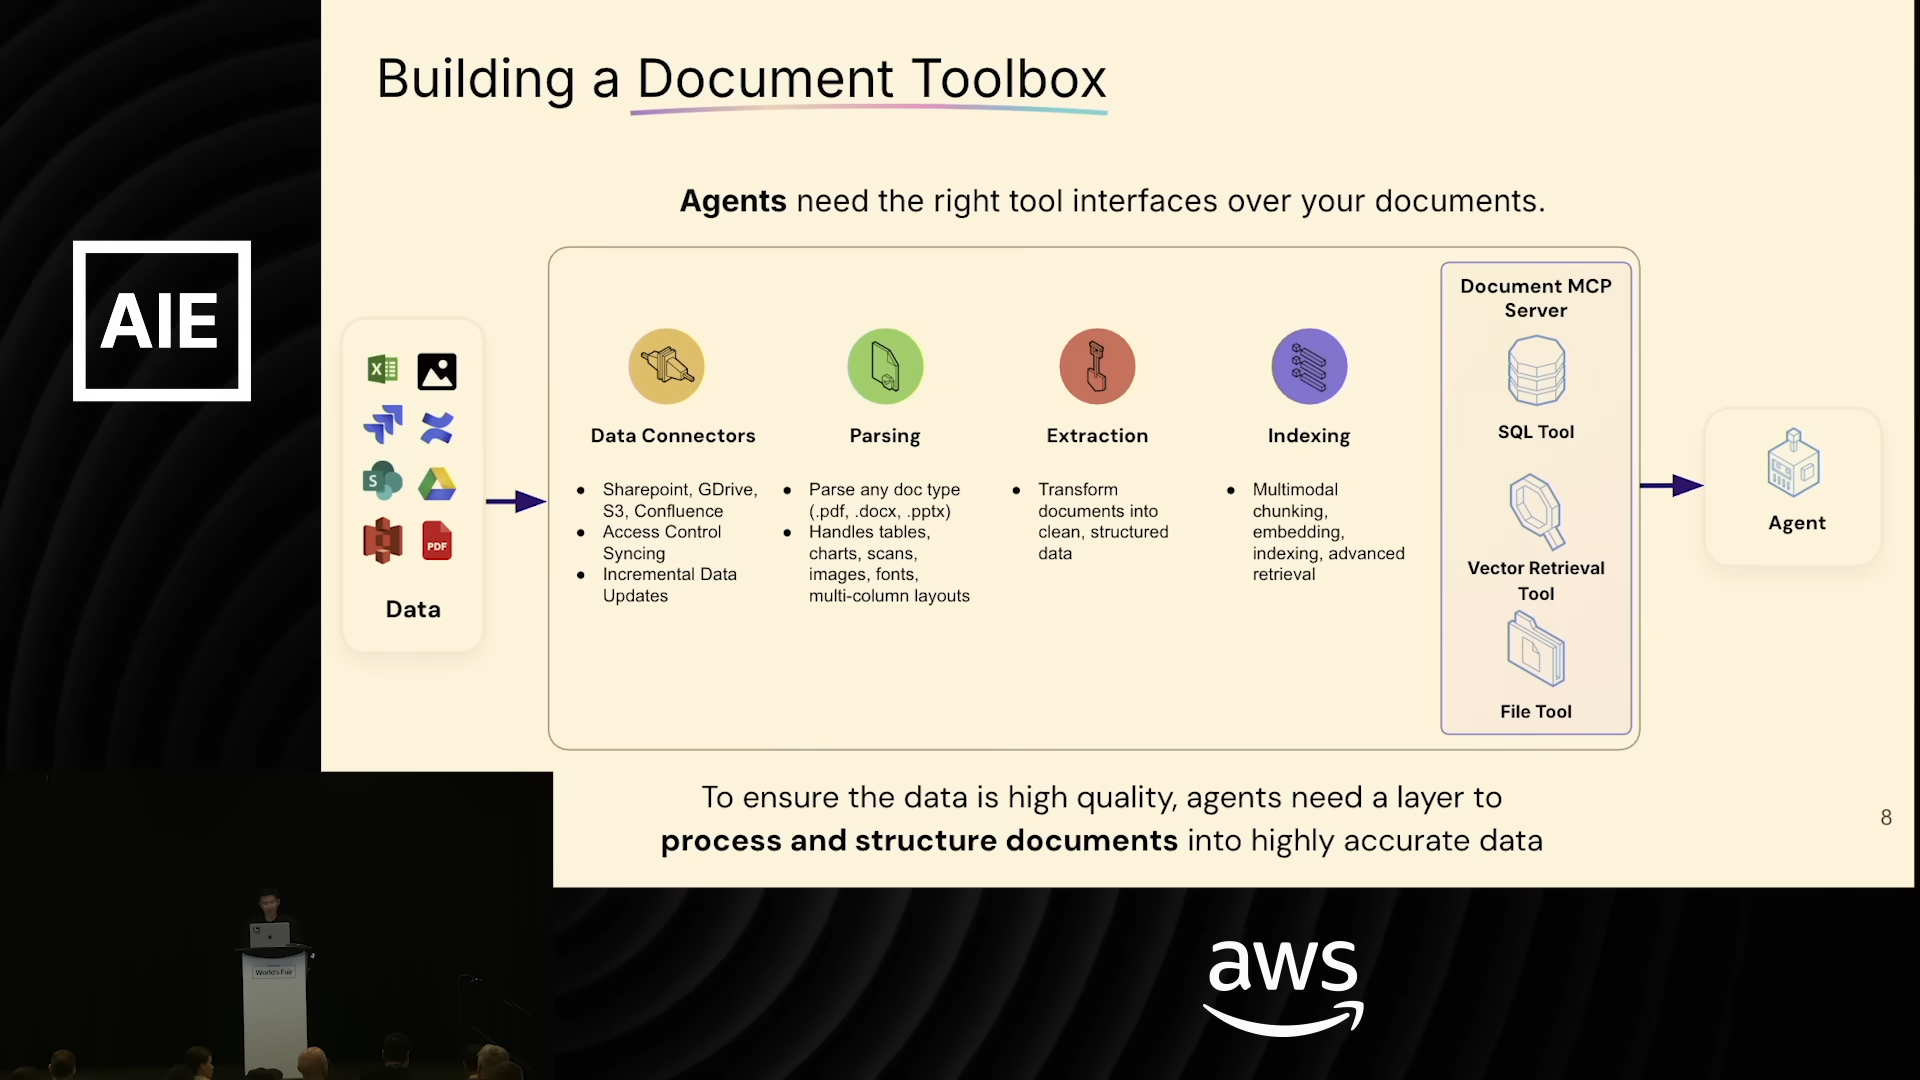 AIE
Building a Document Toolbox
Agents need the right tool interfaces over your documents.
Data
Data Connectors
● Sharepoint, GDrive,
S3, Confluence
● Access Control
Syncing
● Incremental Data
Updates
Parsing
● Parse any doc type
(.pdf, .docx, .pptx)
● Handles tables,
charts, scans,
images, fonts,
multi-column layouts
Extraction
● Transform
documents into
clean, structured
data
Indexing
● Multimodal
chunking,
embedding,
indexing, advanced
retrieval
Document MCP
Server
SQL Tool
Vector Retrieval
Tool
File Tool
Agent
X
S
PDF
To ensure the data is high quality, agents need a layer to
process and structure documents into highly accurate data
8
World's Fair
aws